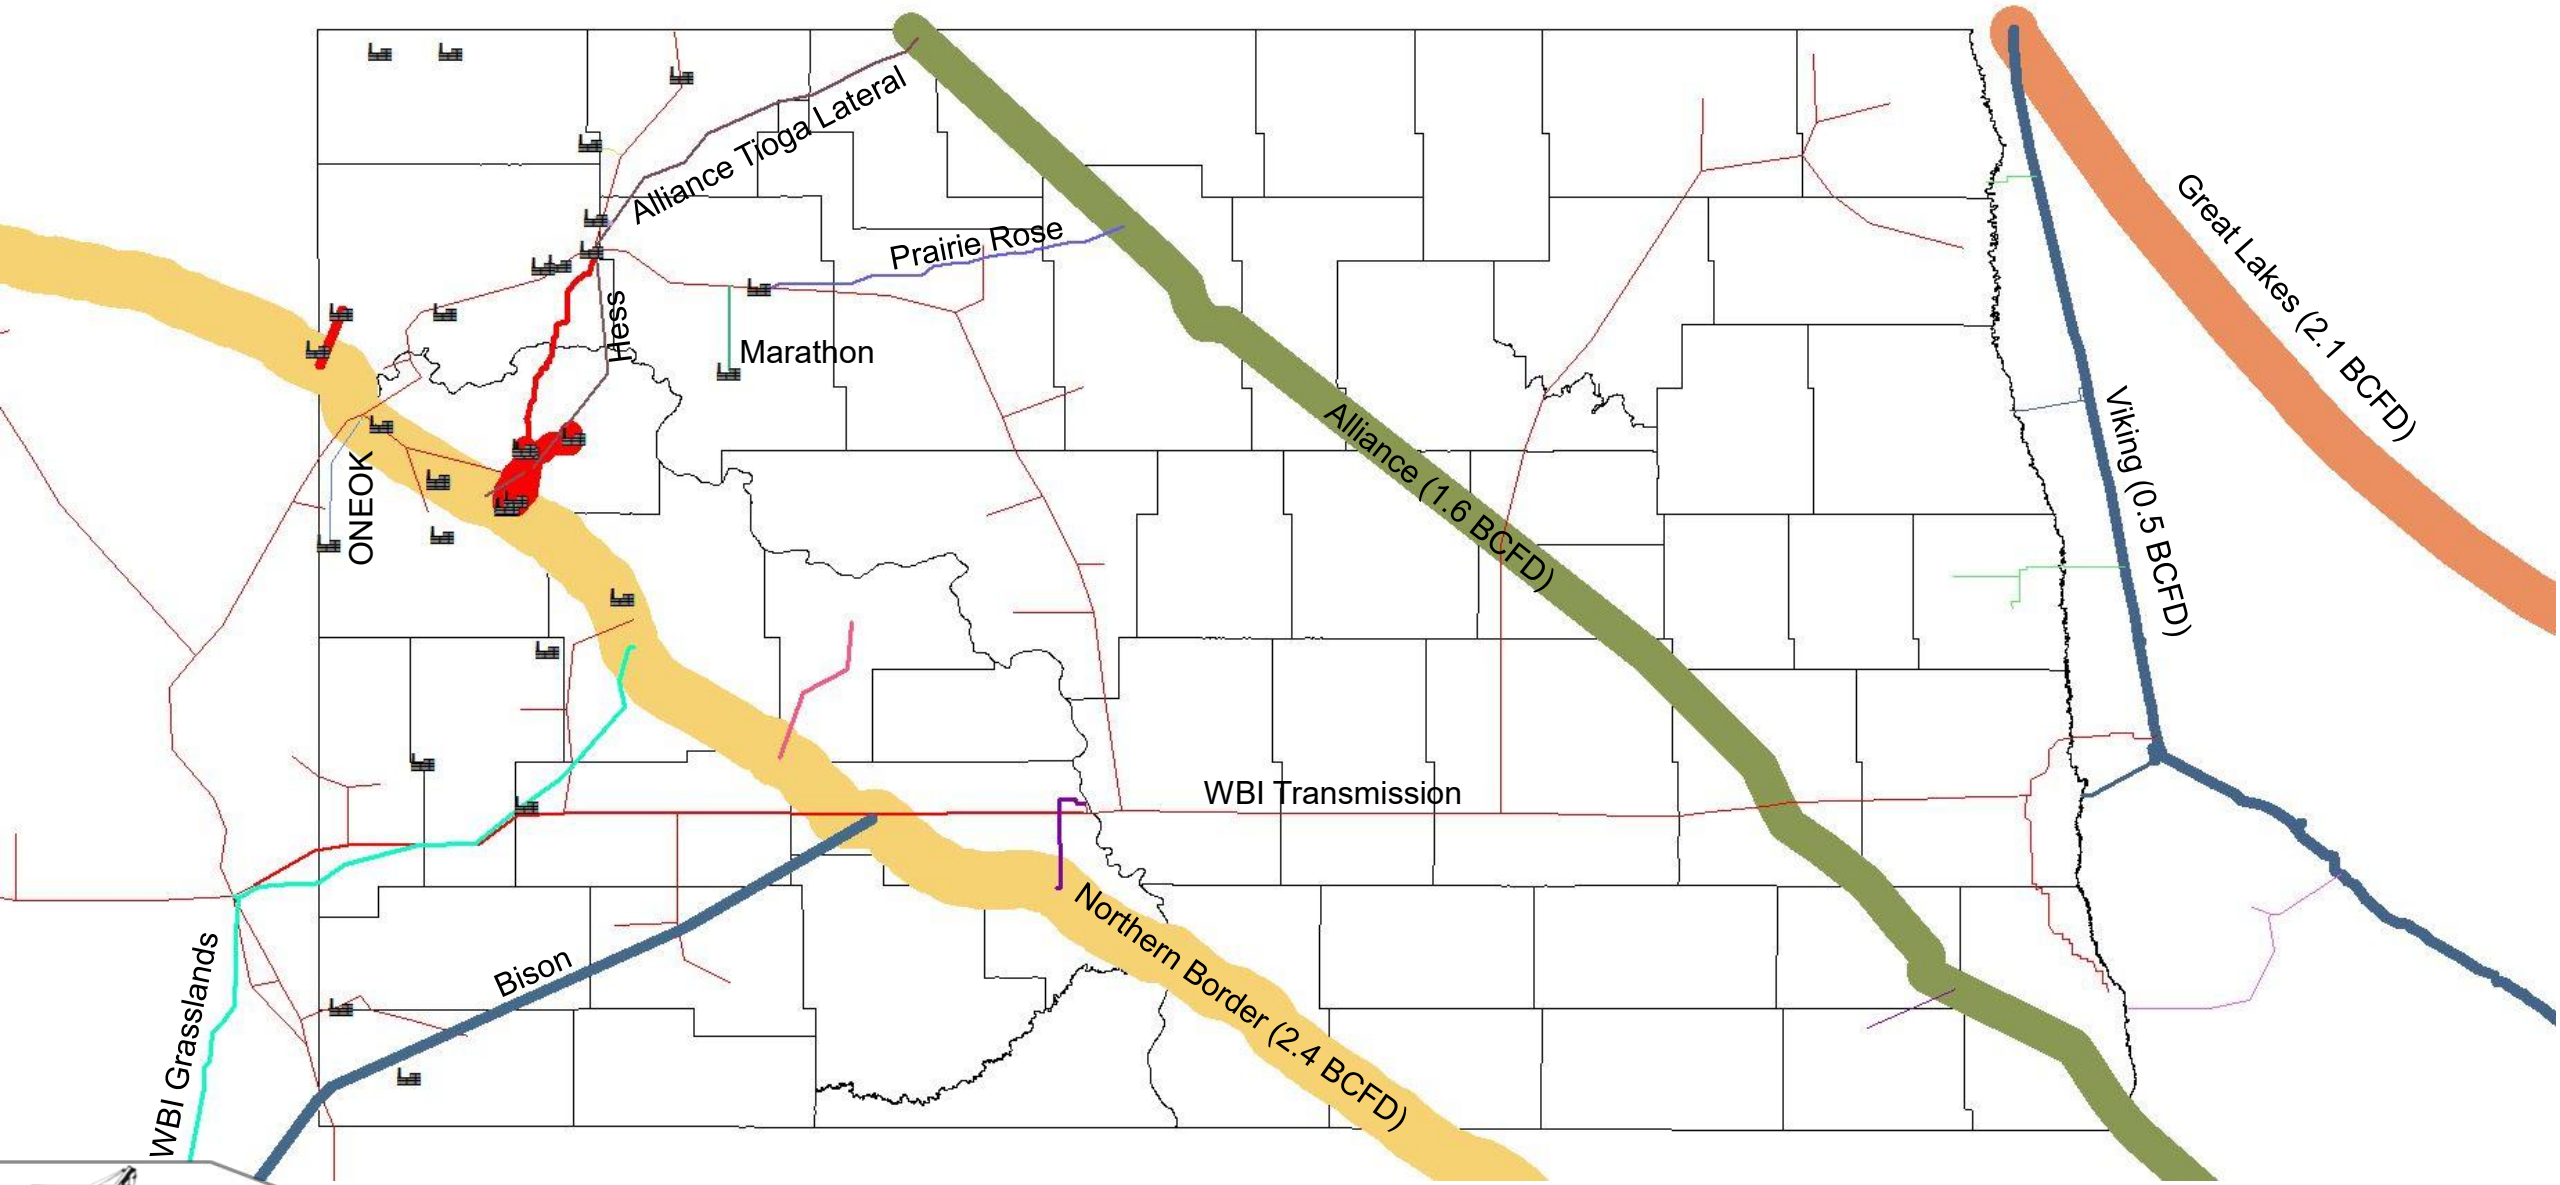 Alliance Tioga Lateral
Great Lakes (2.1 BCFD)
Prairie Rose
Hess
Marathon
Alliance (1.6 BCFD)
Viking (0.5 BCFD)
ONEOK
WBI Transmission
Northern Border (2.4 BCFD)
Bison
WBI Grasslands